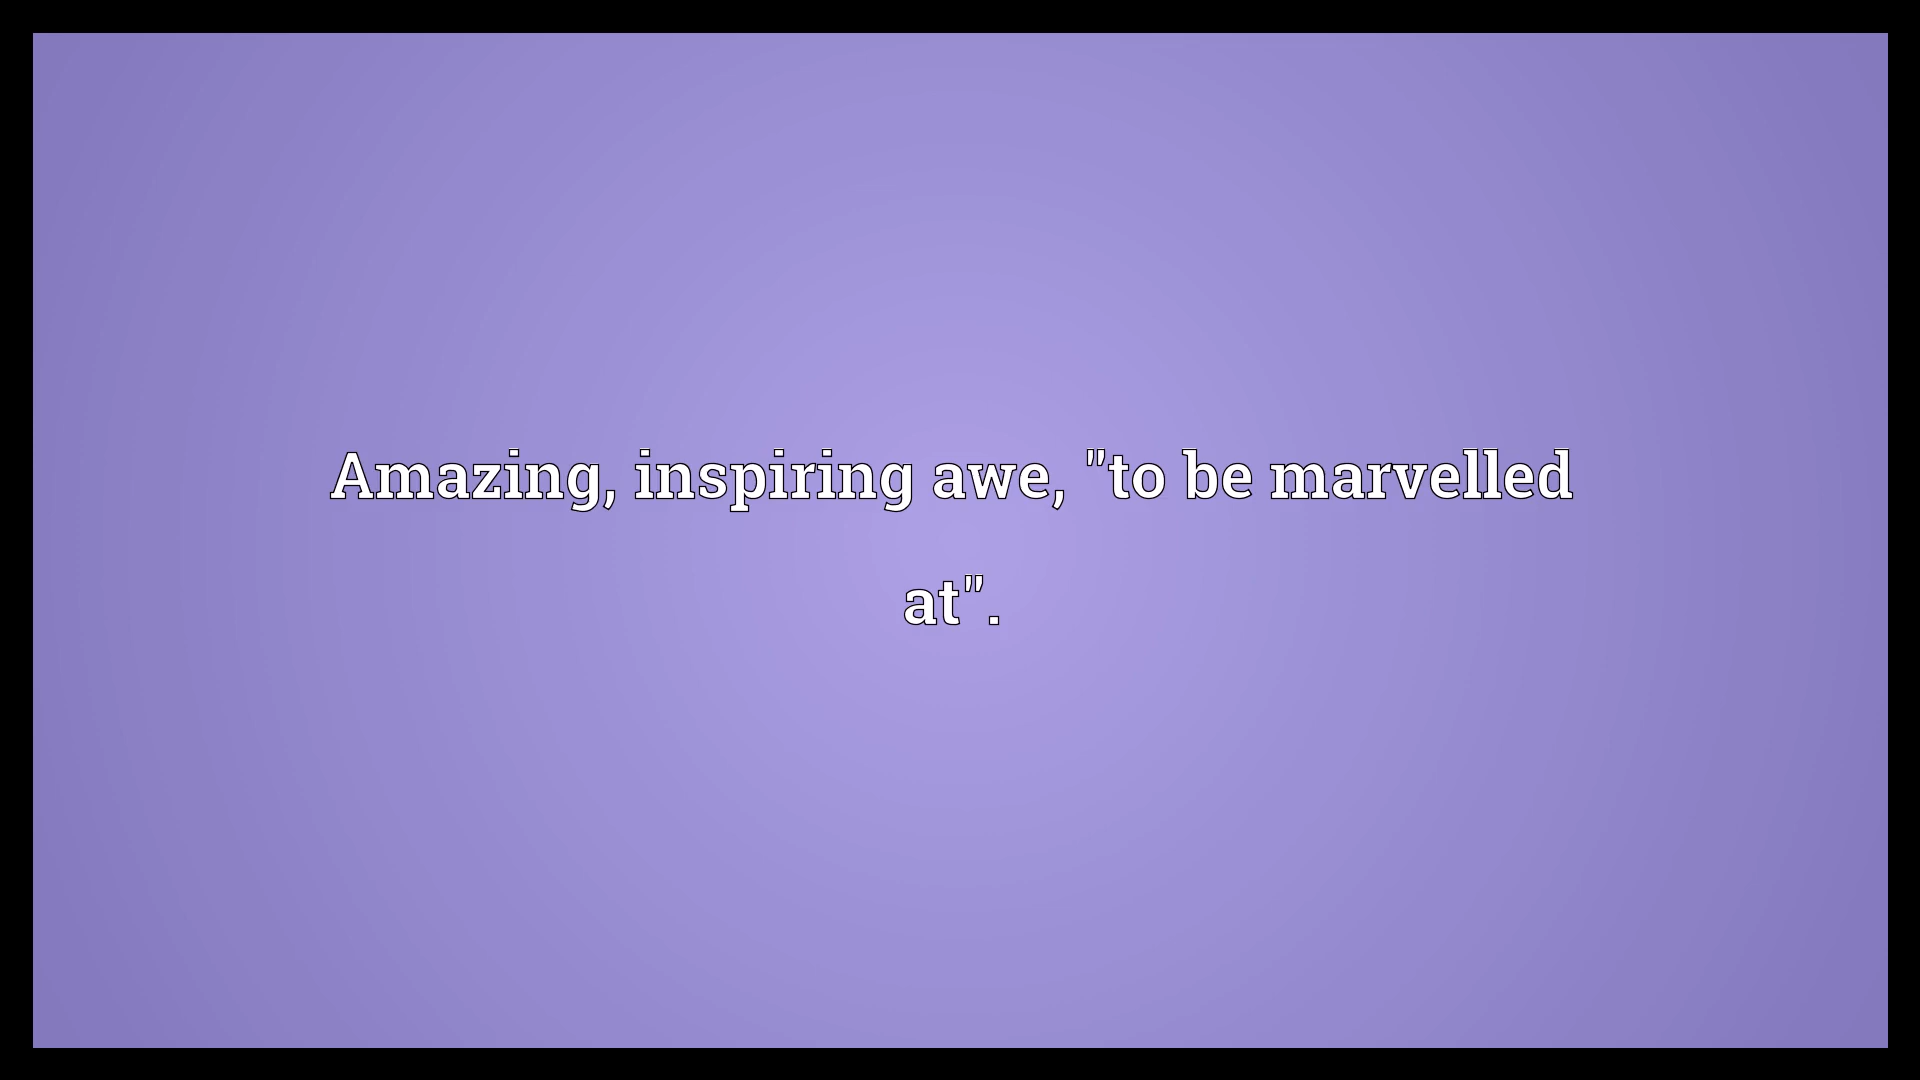 Amazing, inspiring awe, "to be marvelled
at".